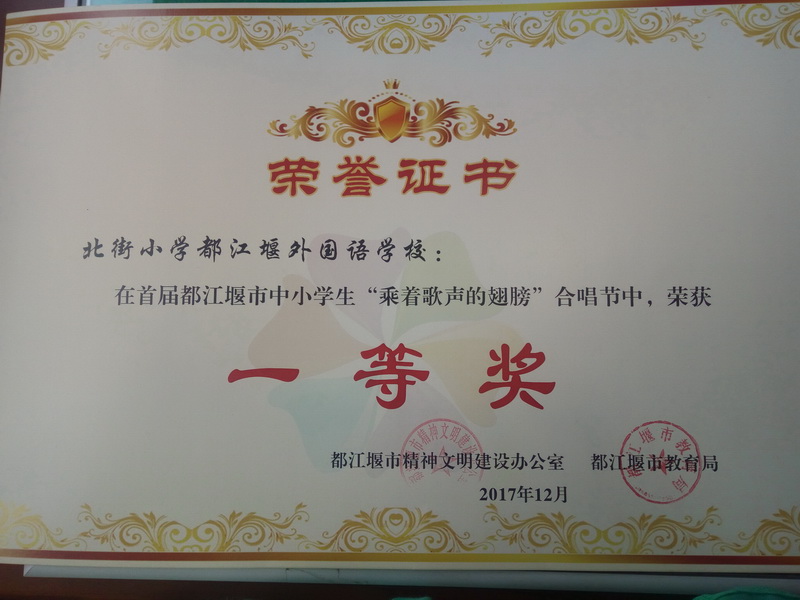 荣誉证书
北街小学都江堰外国语学校：
在首届都江堰市中小学生“乘着歌声的翅膀”合唱节中，荣获
一等奖
都江堰市精神文明建设办公室 都江堰市教育局
2017年12月